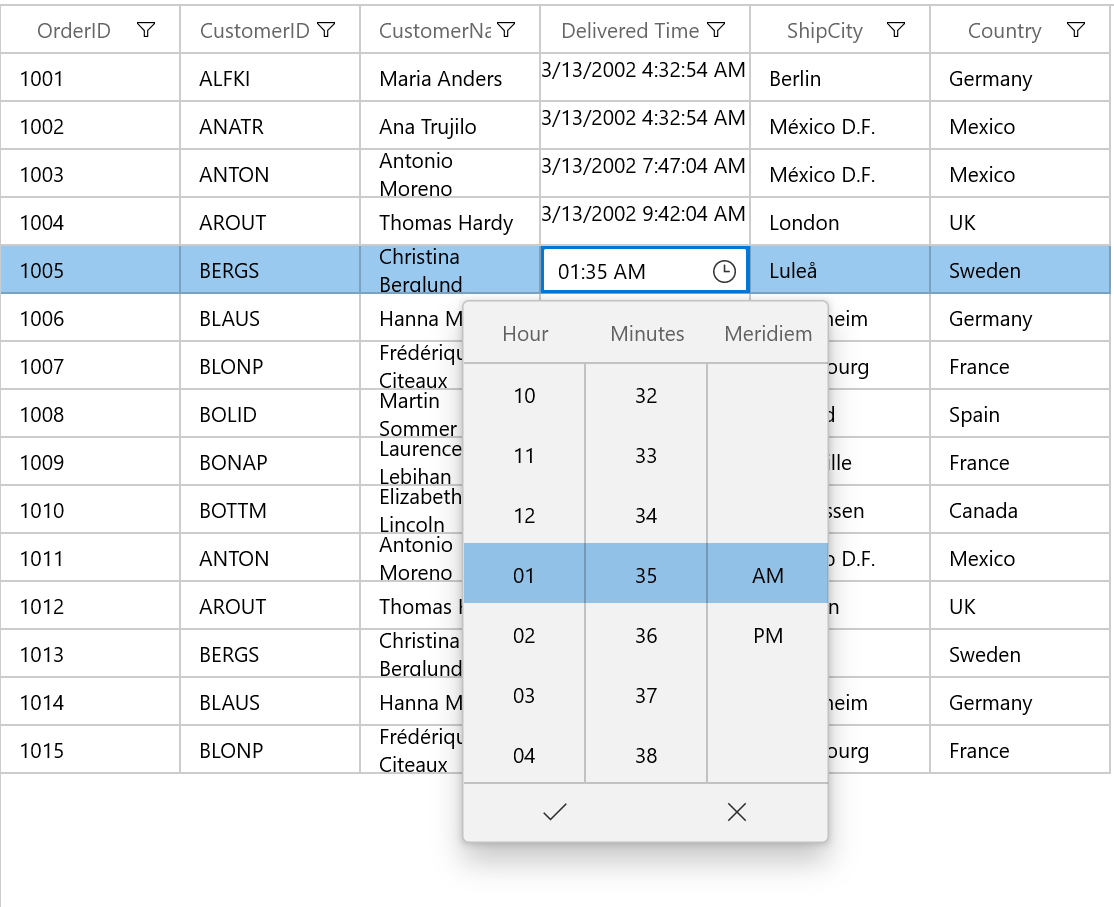 OrderID CustomerID CustomerNa Delivered Time ShipCity Country
1001 ALFKI Maria Anders 3/13/2002 4:32:54 AM Berlin Germany
1002 ANATR Ana Trujilo 3/13/2002 4:32:54 AM México D.F. Mexico
1003 ANTON Antonio Moreno 3/13/2002 7:47:04 AM México D.F. Mexico
1004 AROUT Thomas Hardy 3/13/2002 9:42:04 AM London UK
1005 BERGS Christina Berglund 01:35 AM Luleå Sweden
1006 BLAUS Hanna M heim Germany
1007 BLONP Frédériqu Citeaux ourg France
1008 BOLID Martin Sommer d Spain
1009 BONAP Laurence Lebihan ille France
1010 BOTTM Elizabeth Lincoln ssen Canada
1011 ANTON Antonio Moreno D.F. Mexico
1012 AROUT Thomas n UK
1013 BERGS Christina Berglund Sweden
1014 BLAUS Hanna M heim Germany
1015 BLONP Frédériqu Citeaux ourg France
Hour Minutes Meridiem
10 32
11 33
12 34
01 35 AM
02 36 PM
03 37
04 38